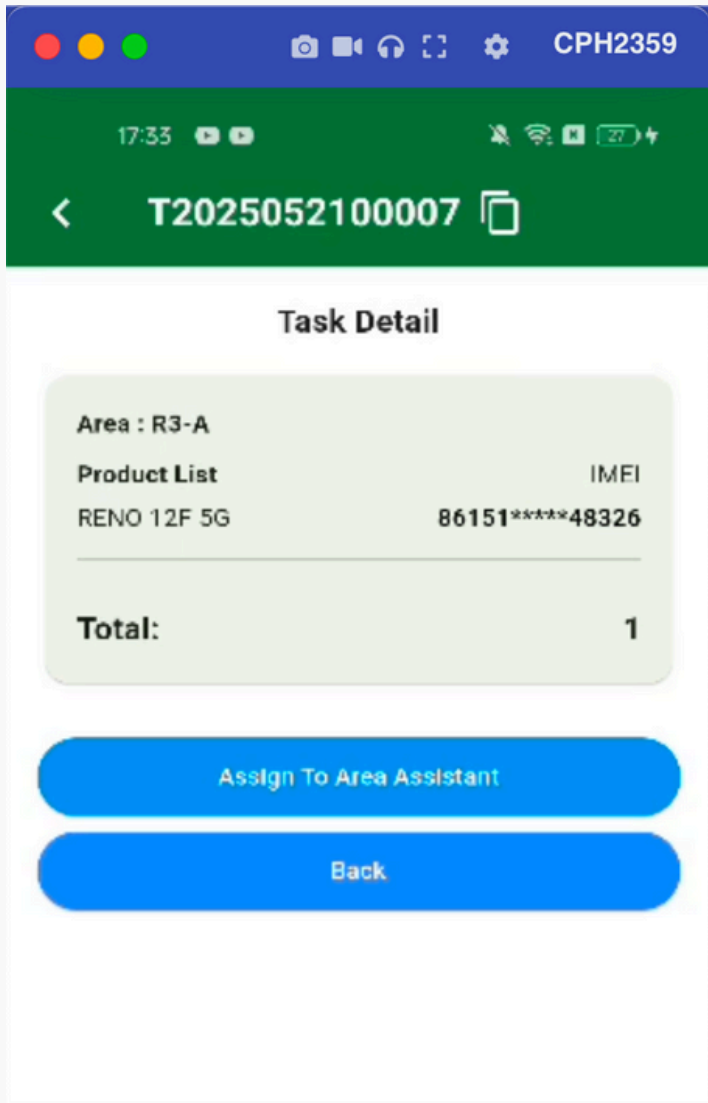 CPH2359
17:33 27
T2025052100007
Task Detail
Area : R3-A
Product List IMEI
RENO 12F 5G 86151*****48326
Total: 1
Assign To Area Assistant
Back